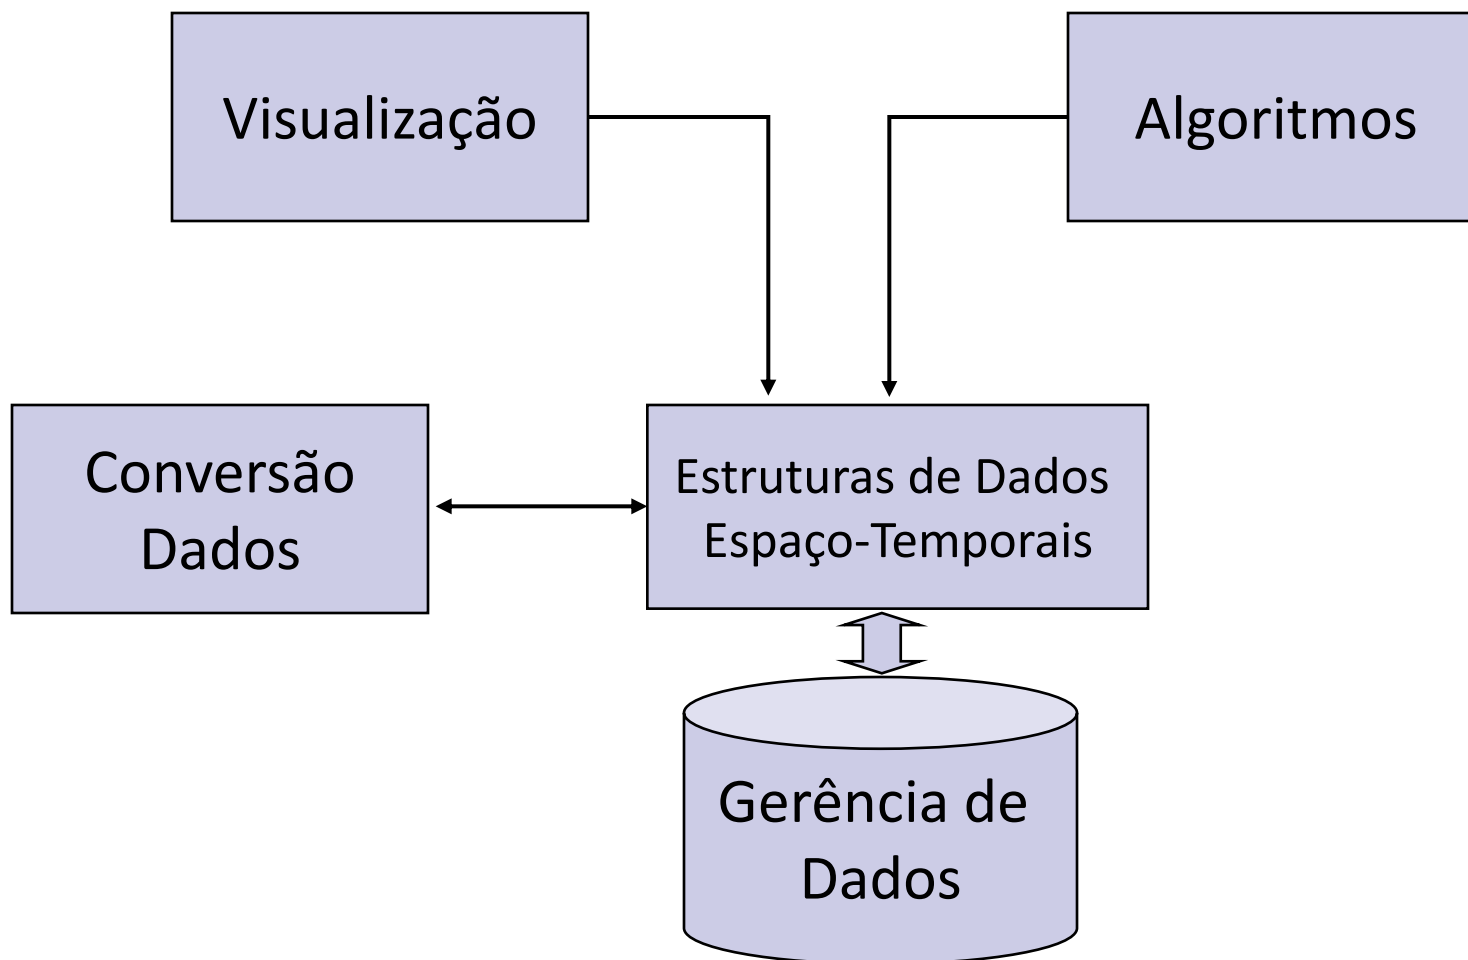 Visualização
Algoritmos
Conversão
Dados
Estruturas de Dados
Espaço-Temporais
Gerência de
Dados